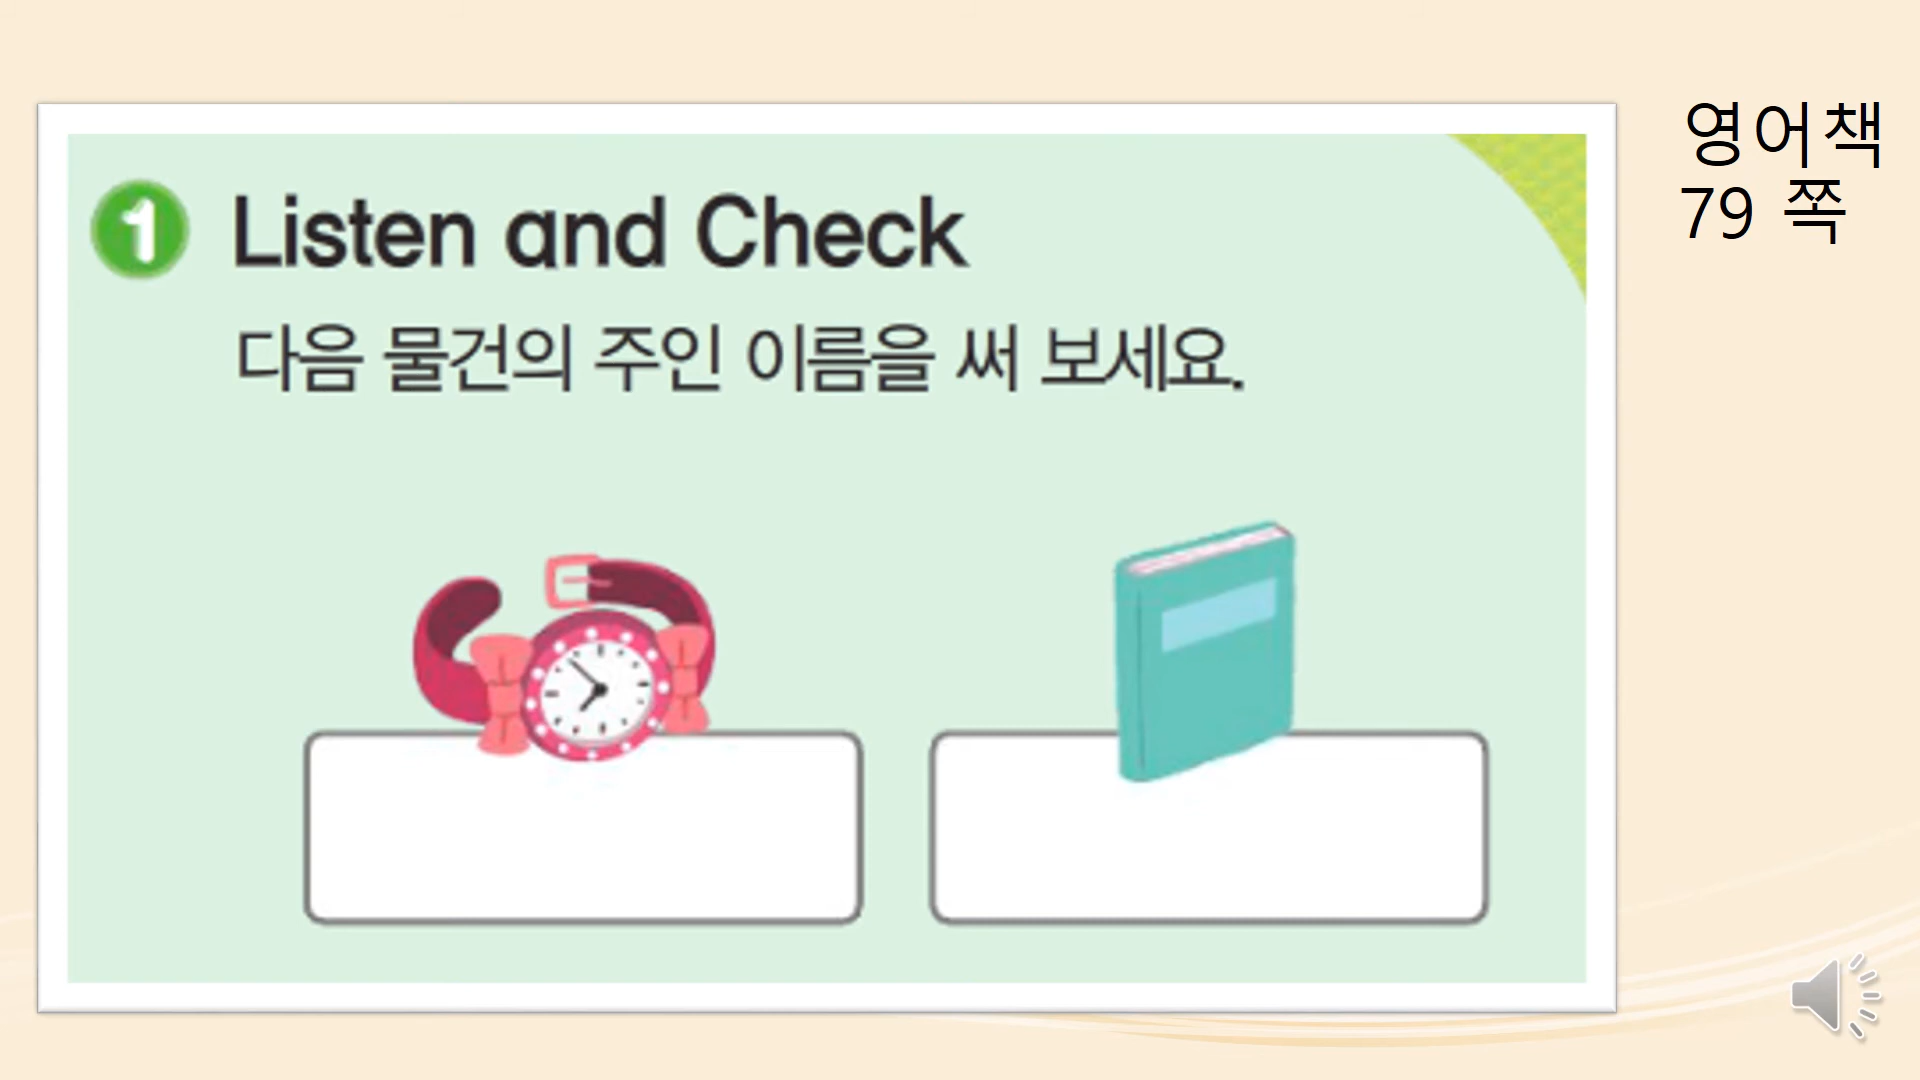 1 Listen and Check
다음 물건의 주인 이름을 써 보세요.
영어책
79 쪽